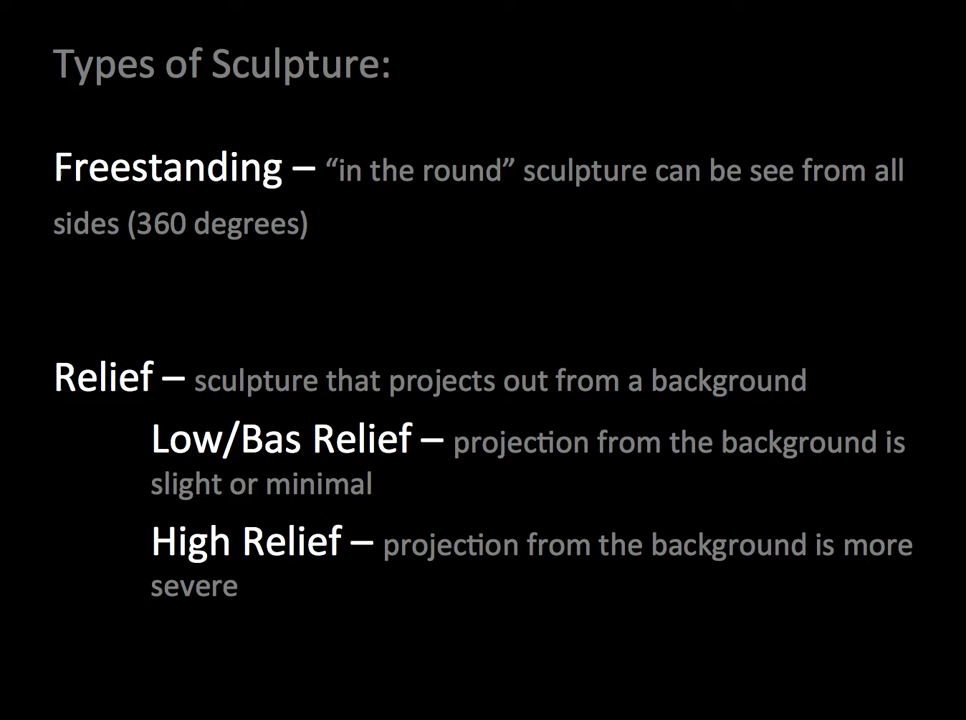 Types of Sculpture:
Freestanding – “in the round” sculpture can be see from all
sides (360 degrees)
Relief – sculpture that projects out from a background
Low/Bas Relief – projection from the background is
slight or minimal
High Relief – projection from the background is more
severe